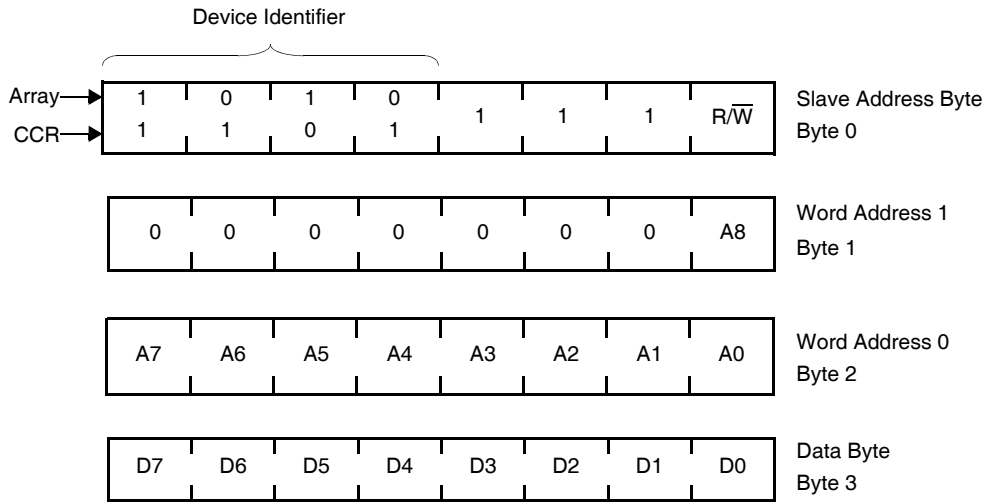 Device Identifier
Array 1 0 1 0 1 1 1 R/W̅ Slave Address Byte
CCR 1 1 0 1 Byte 0
0 0 0 0 0 0 0 A8 Word Address 1
Byte 1
A7 A6 A5 A4 A3 A2 A1 A0 Word Address 0
Byte 2
D7 D6 D5 D4 D3 D2 D1 D0 Data Byte
Byte 3